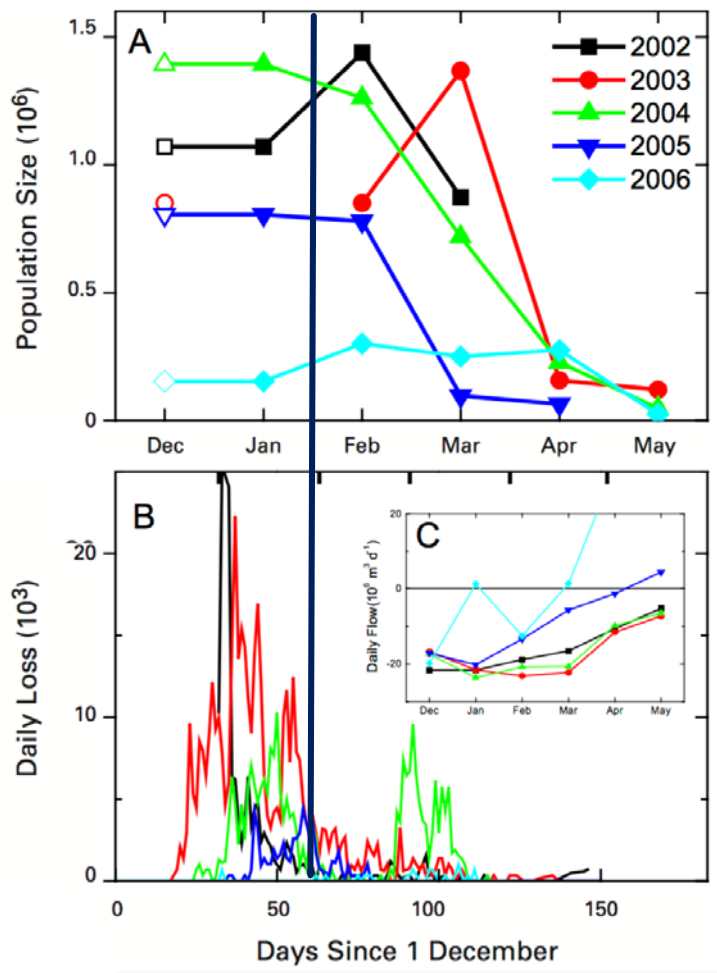 A
2002
2003
2004
2005
2006
Population Size (10⁶)
1.5
1.0
0.5
0
Dec Jan Feb Mar Apr May
B
Daily Loss (10³)
20
10
0
C
Daily Flow (10⁶ m³ d⁻¹)
20
0
-20
Dec Jan Feb Mar Apr May
0 50 100 150
Days Since 1 December